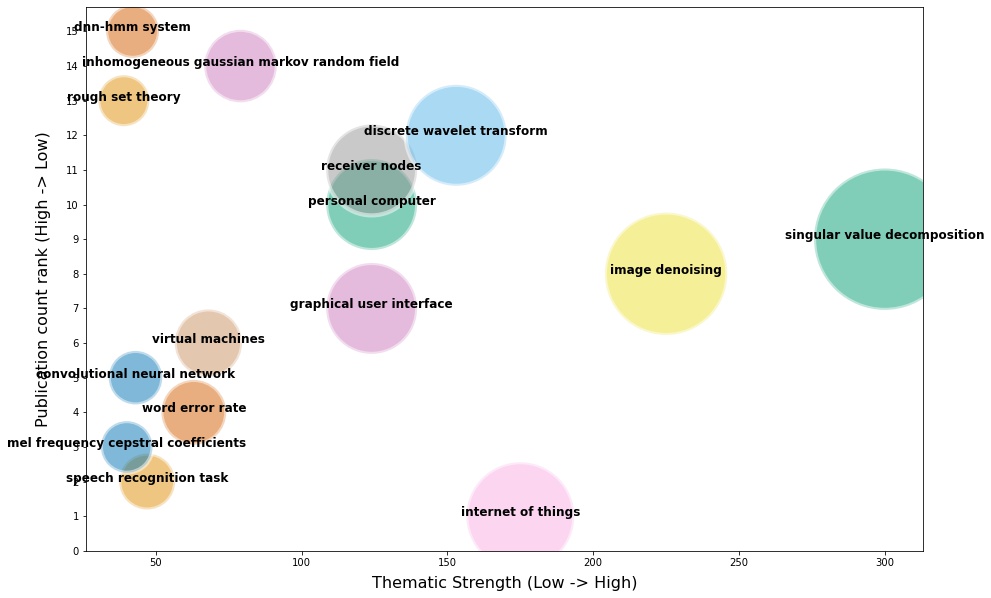 dnn-hmm system
15
inhomogeneous gaussian markov random field
14
rough set theory
13
discrete wavelet transform
12
receiver nodes
11
personal computer
10
singular value decomposition
9
image denoising
8
graphical user interface
7
virtual machines
6
convolutional neural network
5
word error rate
4
mel frequency cepstral coefficients
3
speech recognition task
2
internet of things
1
0
50
100
150
200
250
300
Thematic Strength (Low -> High)
Publication count rank (High -> Low)